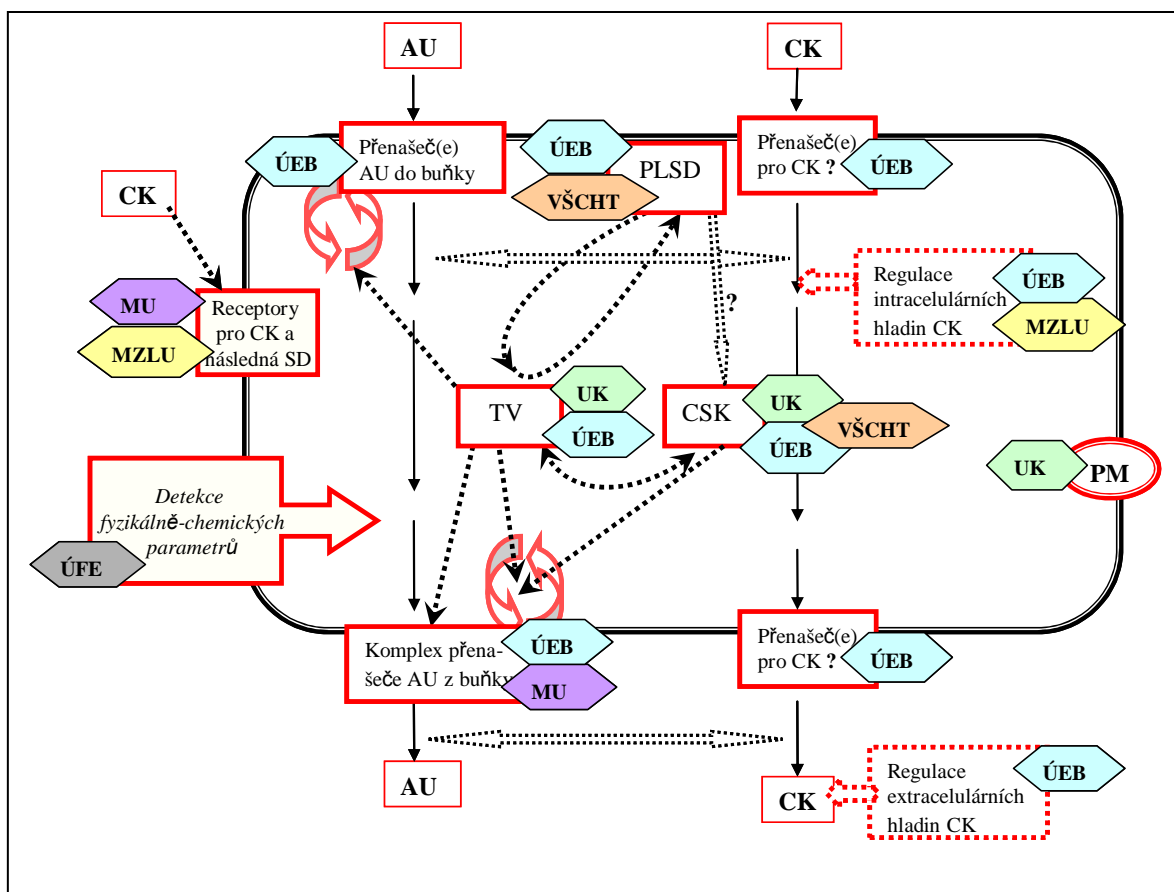 AU
CK
Přenašeč(e)
AU do buňky
ÚEB
ÚEB
VŠCHT
PLSD
Přenašeč(e)
pro CK ?
ÚEB
CK
MU
MZLU
Receptory
pro CK a
následná SD
?
Regulace
intracelulárních
hladin CK
ÚEB
MZLU
TV
UK
ÚEB
CSK
UK
ÚEB
VŠCHT
UK
PM
Detekce
fyzikálně-chemických
parametrů
ÚFE
Komplex přena-
šeče AU z buňky
ÚEB
MU
Přenašeč(e)
pro CK ?
ÚEB
AU
CK
Regulace
extracelulárních
hladin CK
ÚEB